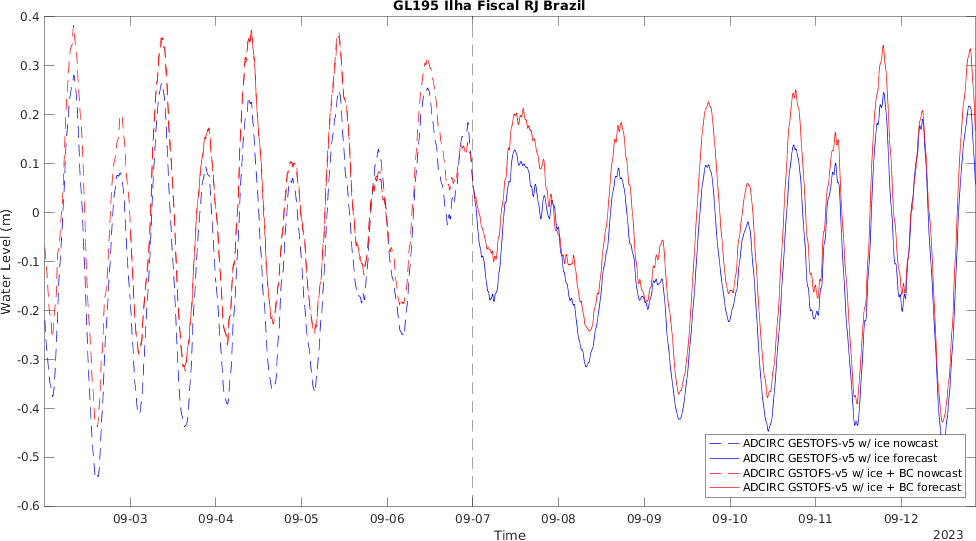 GL195 Ilha Fiscal RJ Brazil
0.4
0.3
0.2
0.1
0
-0.1
-0.2
-0.3
-0.4
-0.5
-0.6
Water Level (m)
ADCIRC GESTOFS-v5 w/ ice nowcast
ADCIRC GESTOFS-v5 w/ ice forecast
ADCIRC GSTOFS-v5 w/ ice + BC nowcast
ADCIRC GSTOFS-v5 w/ ice + BC forecast
09-03 09-04 09-05 09-06 09-07 09-08 09-09 09-10 09-11 09-12
Time
2023